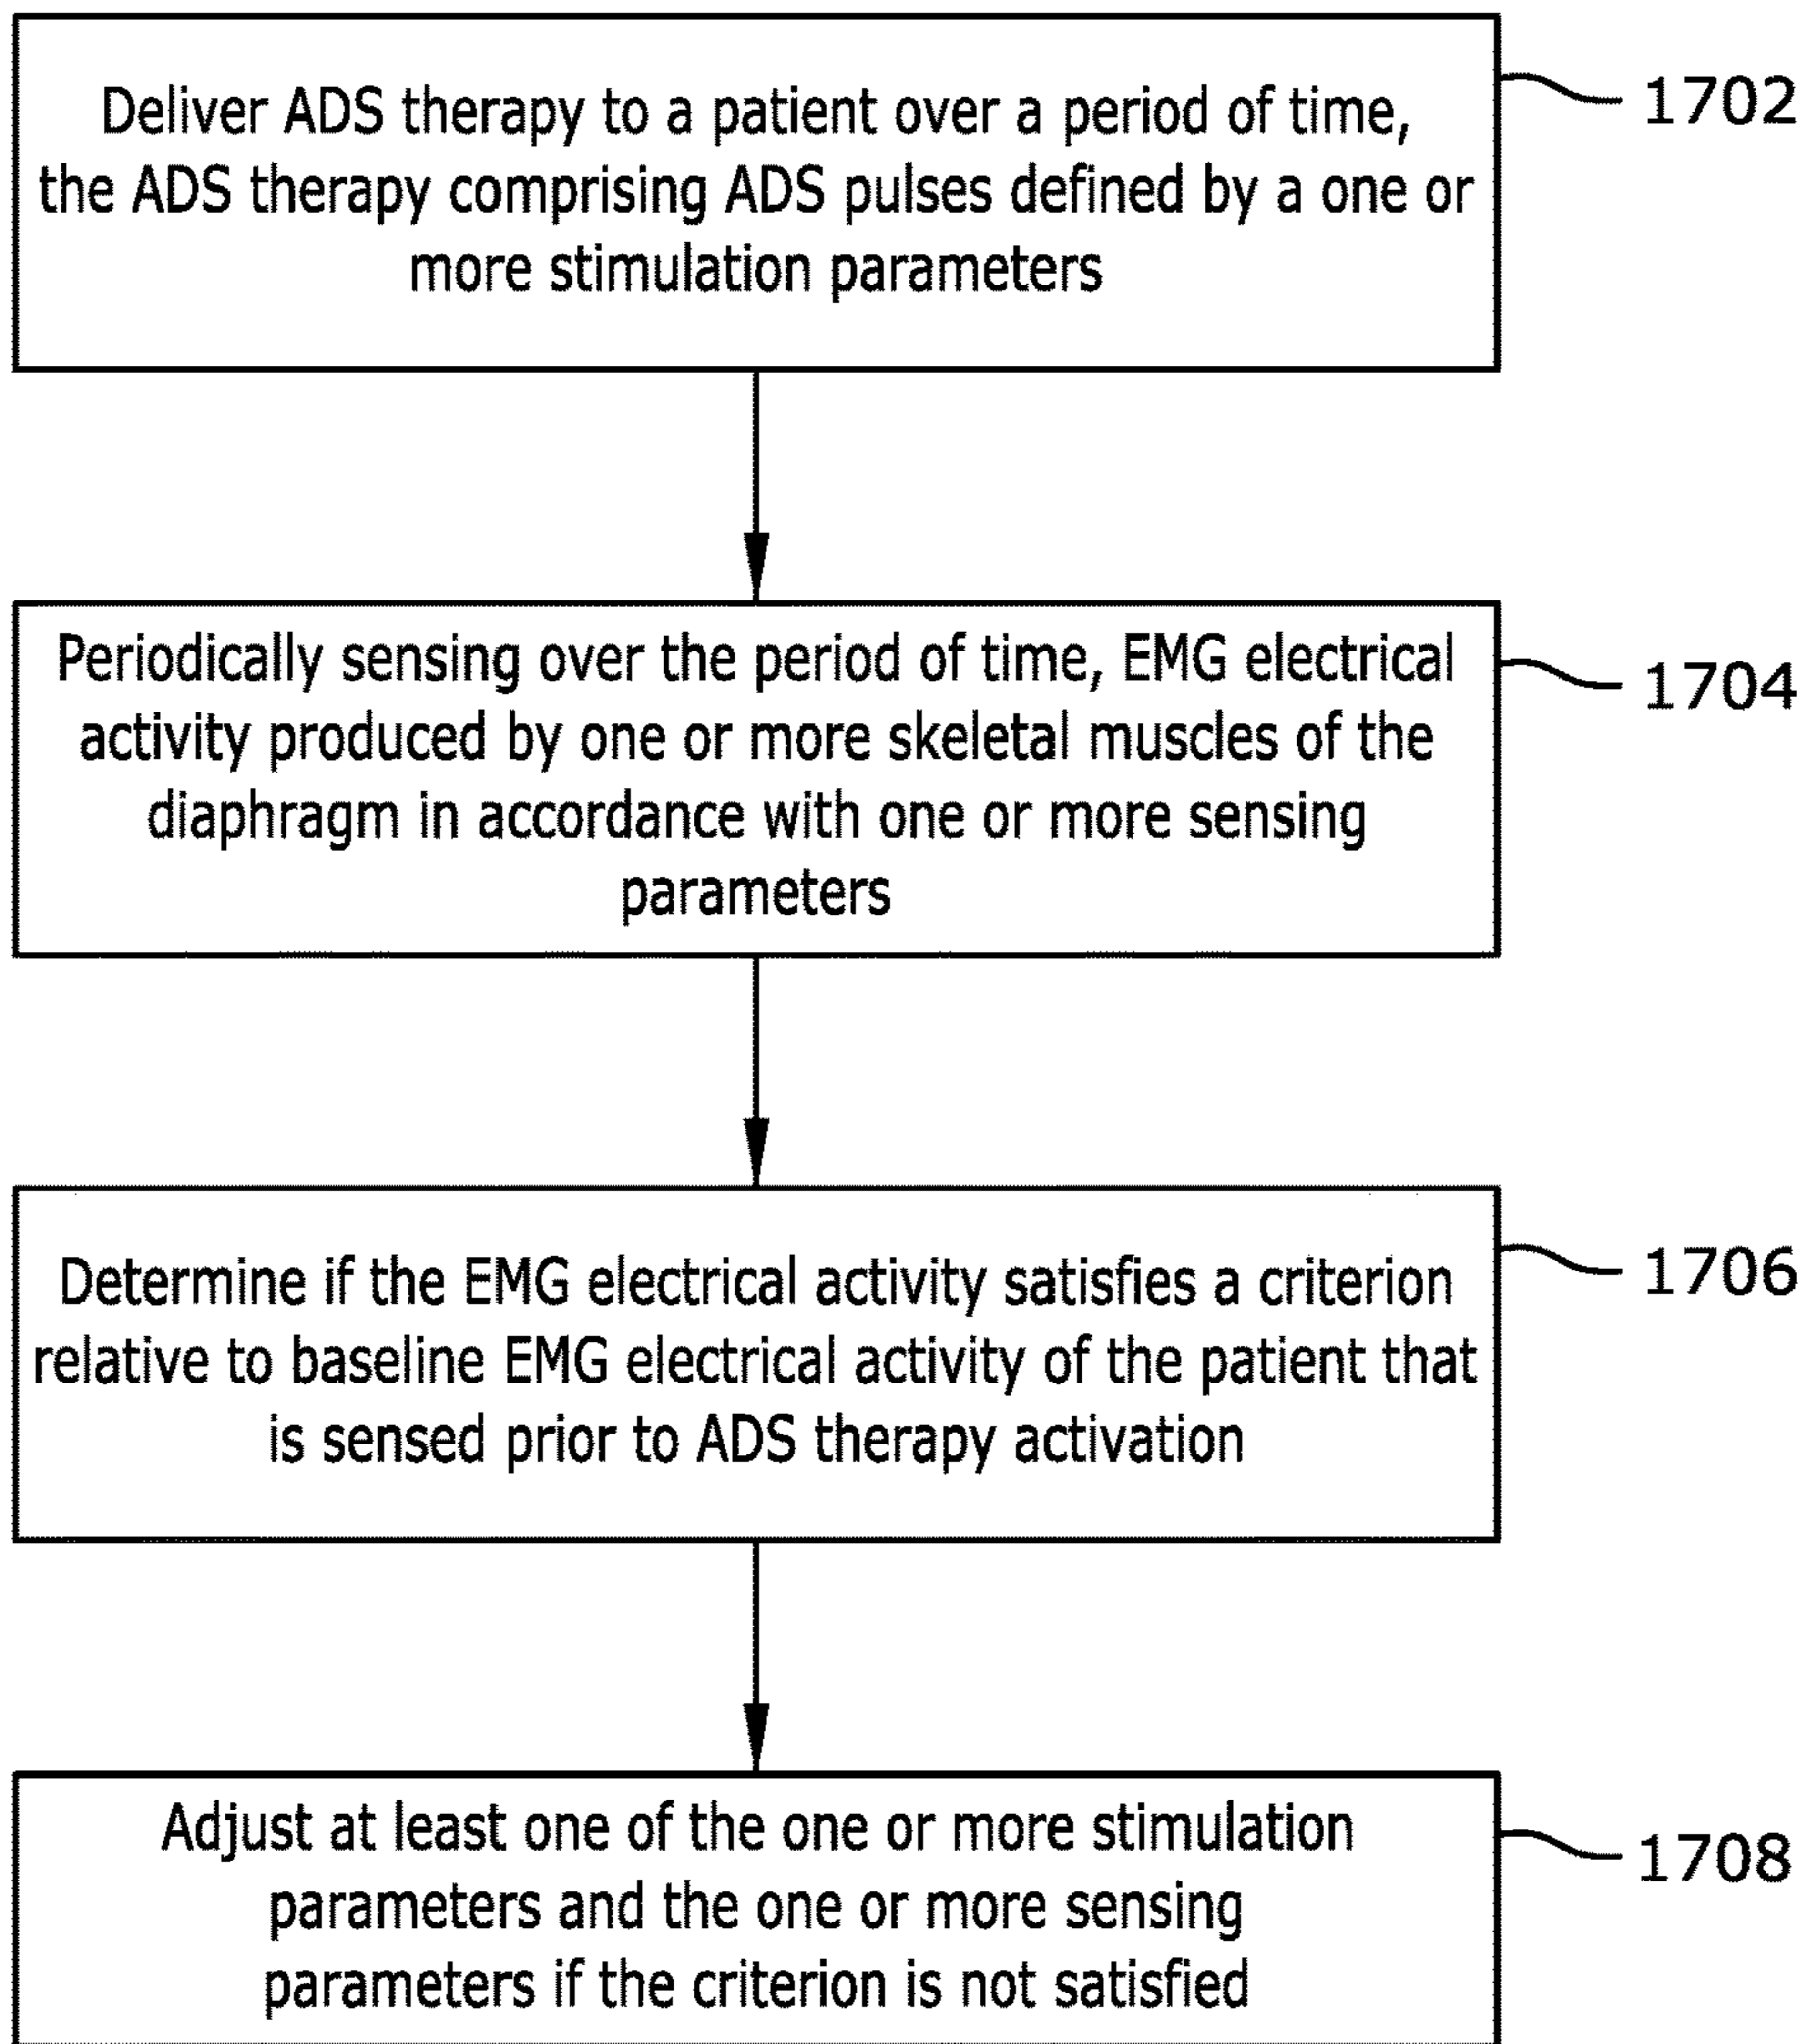 Deliver ADS therapy to a patient over a period of time,
the ADS therapy comprising ADS pulses defined by a one or
more stimulation parameters
1702
Periodically sensing over the period of time, EMG electrical
activity produced by one or more skeletal muscles of the
diaphragm in accordance with one or more sensing
parameters
1704
Determine if the EMG electrical activity satisfies a criterion
relative to baseline EMG electrical activity of the patient that
is sensed prior to ADS therapy activation
1706
Adjust at least one of the one or more stimulation
parameters and the one or more sensing
parameters if the criterion is not satisfied
1708